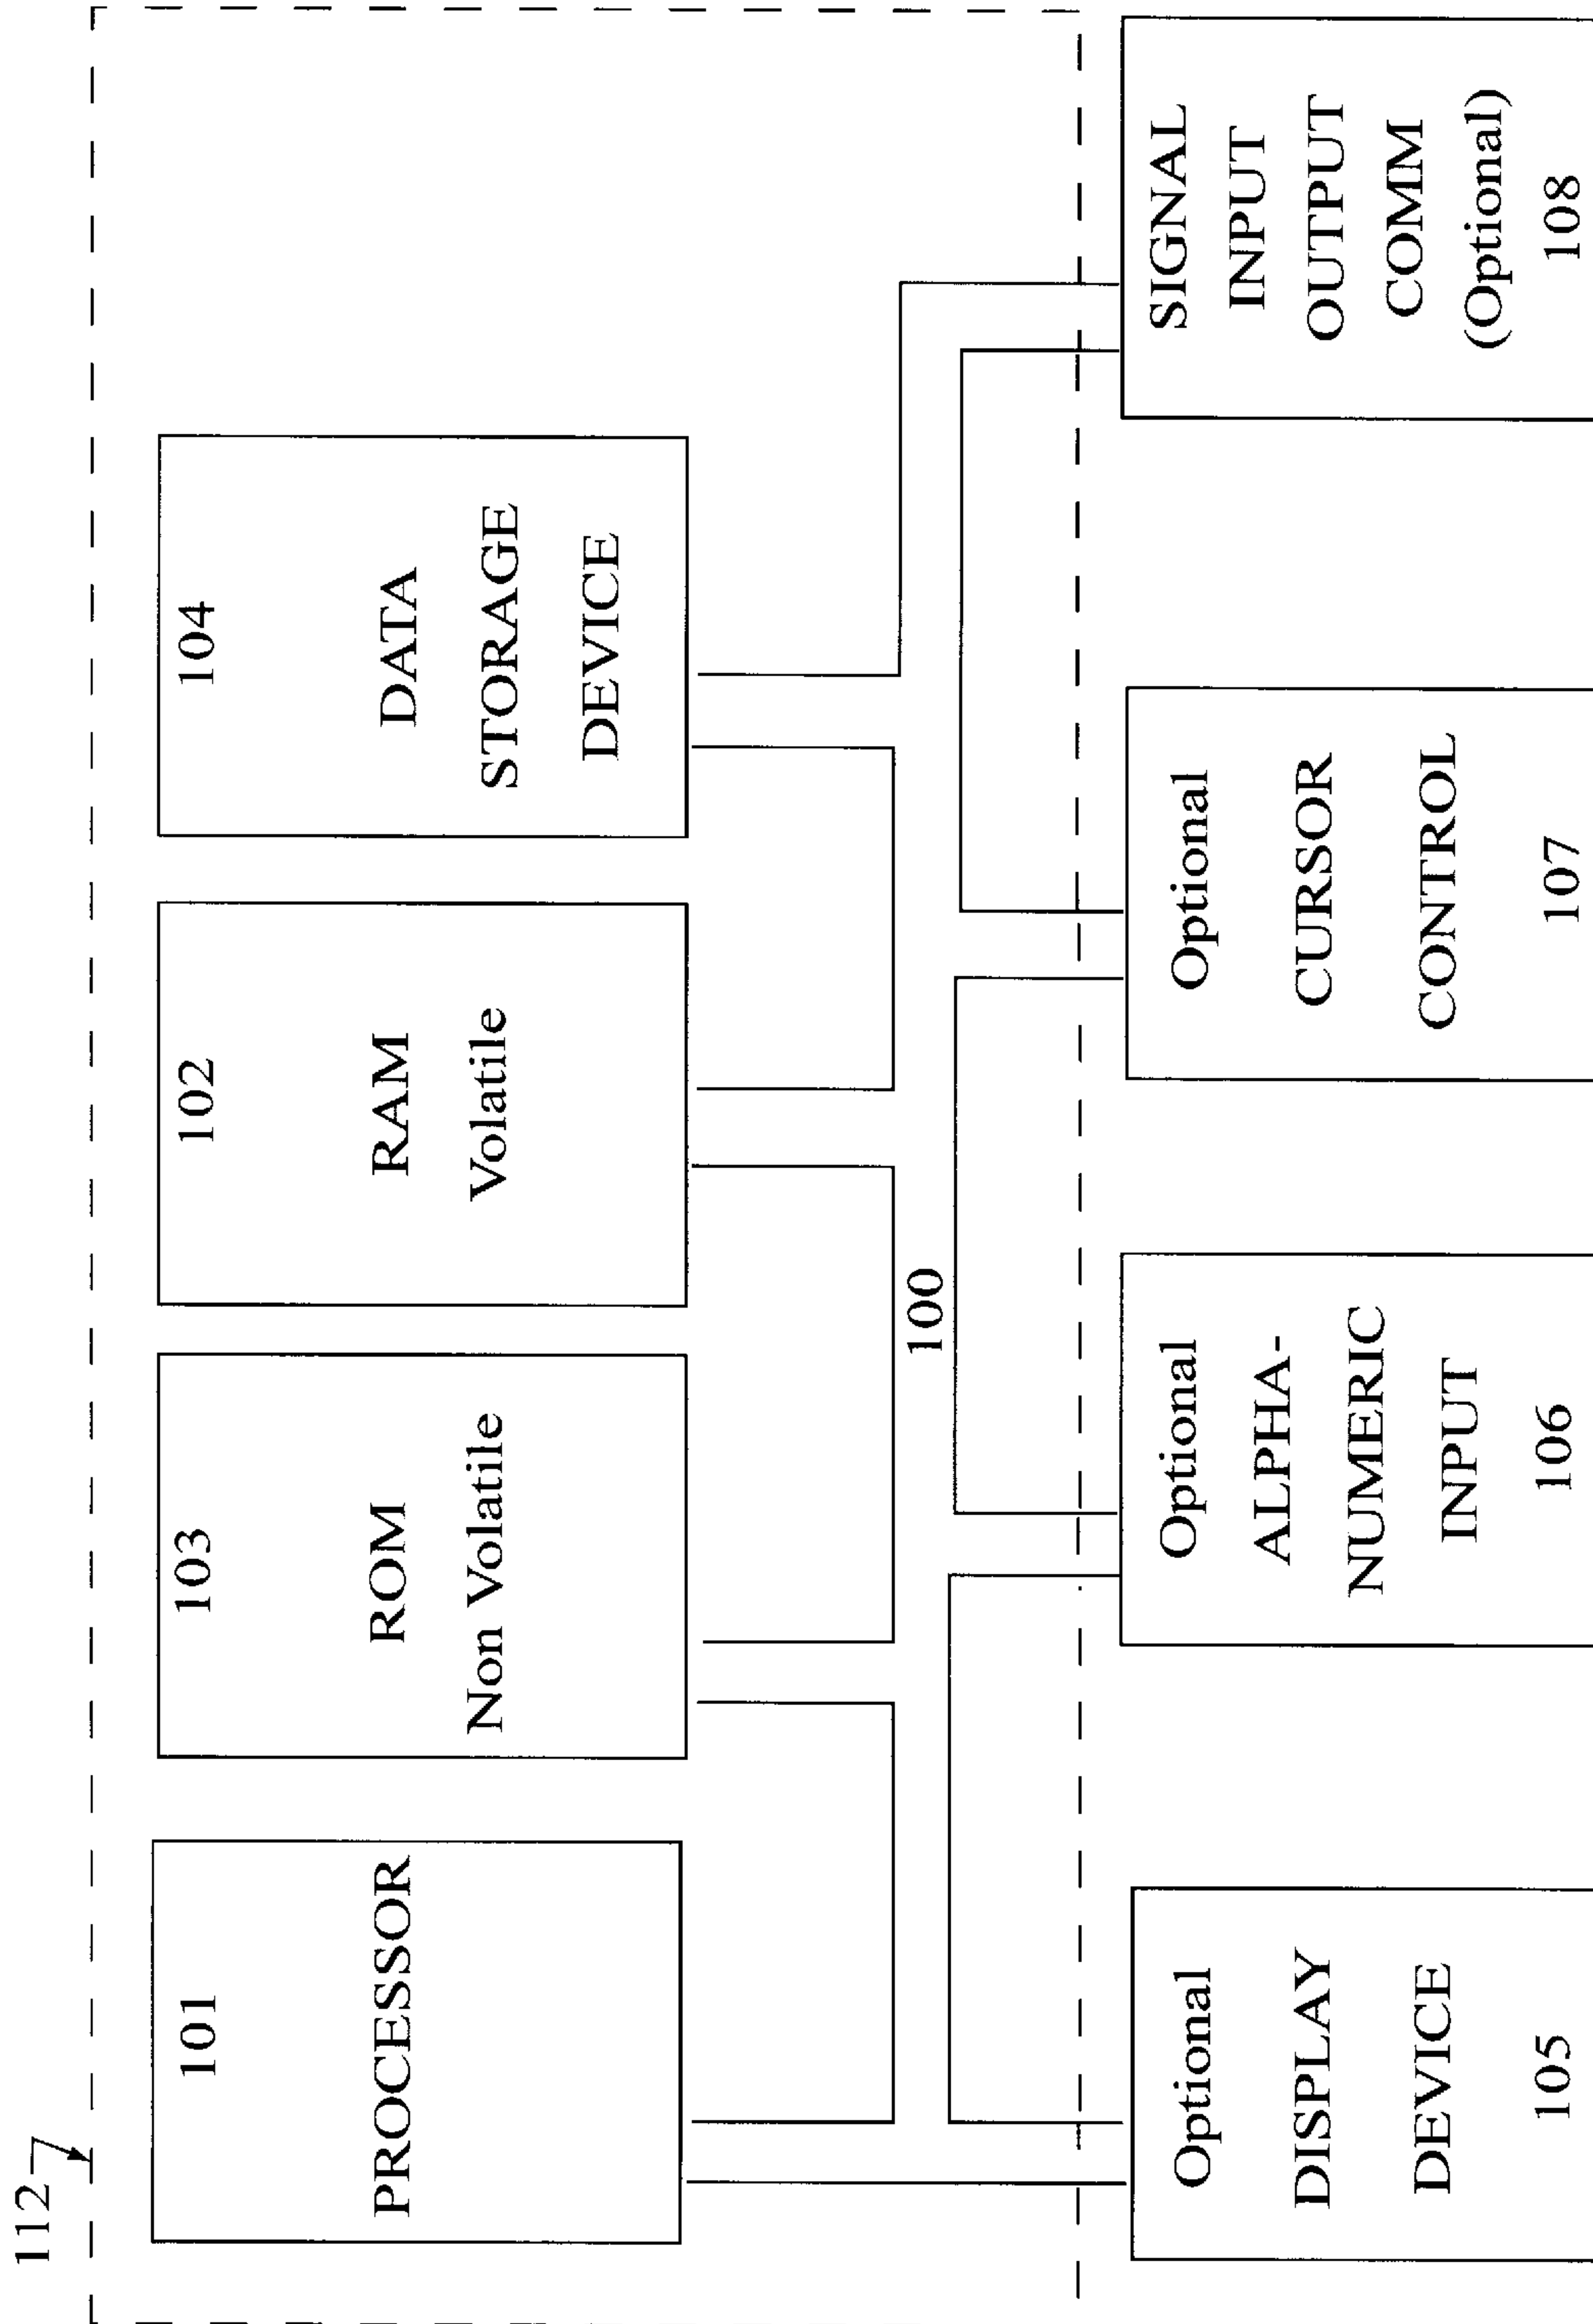 112
101
PROCESSOR
103
ROM
Non Volatile
102
RAM
Volatile
104
DATA
STORAGE
DEVICE
100
Optional
DISPLAY
DEVICE
105
Optional
ALPHA-
NUMERIC
INPUT
106
Optional
CURSOR
CONTROL
107
SIGNAL
INPUT
OUTPUT
COMM
(Optional)
108